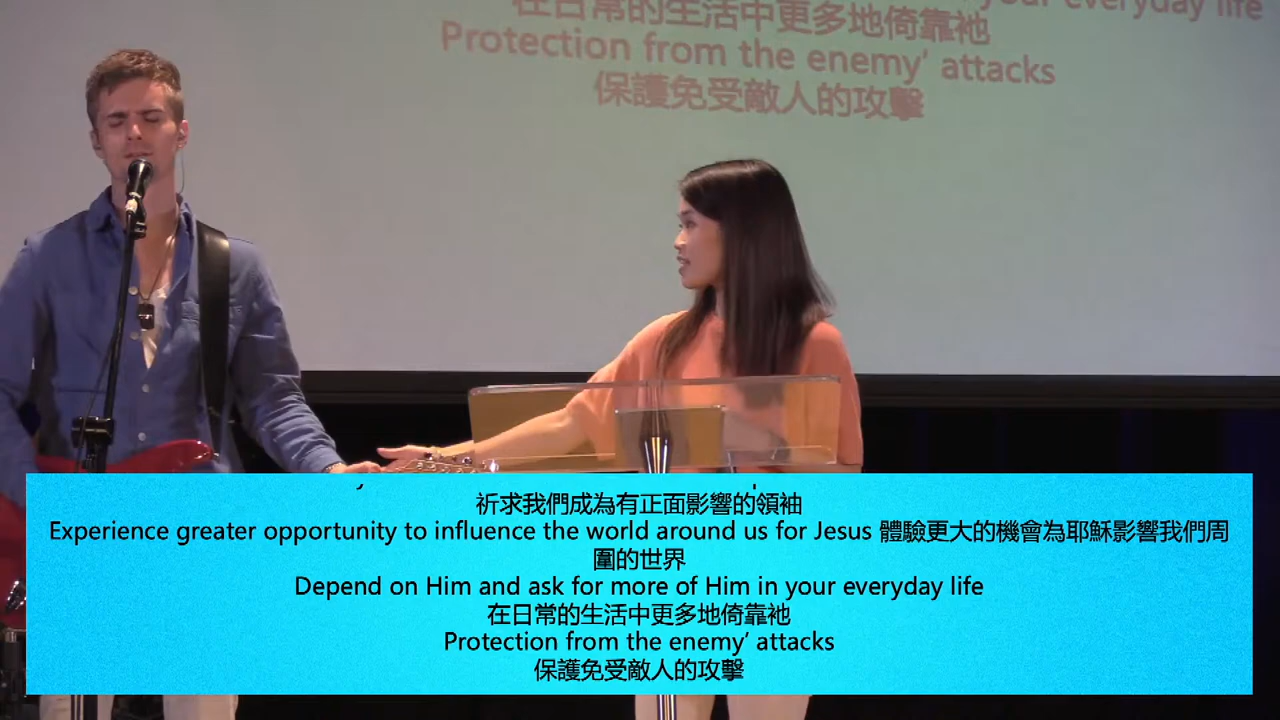 your everyday life
在日常的生活中更多地倚靠祂
Protection from the enemy’ attacks
保護免受敵人的攻擊
祈求我們成為有正面影響的領袖
Experience greater opportunity to influence the world around us for Jesus 體驗更大的機會為耶穌影響我們周
圍的世界
Depend on Him and ask for more of Him in your everyday life
在日常的生活中更多地倚靠祂
Protection from the enemy’ attacks
保護免受敵人的攻擊